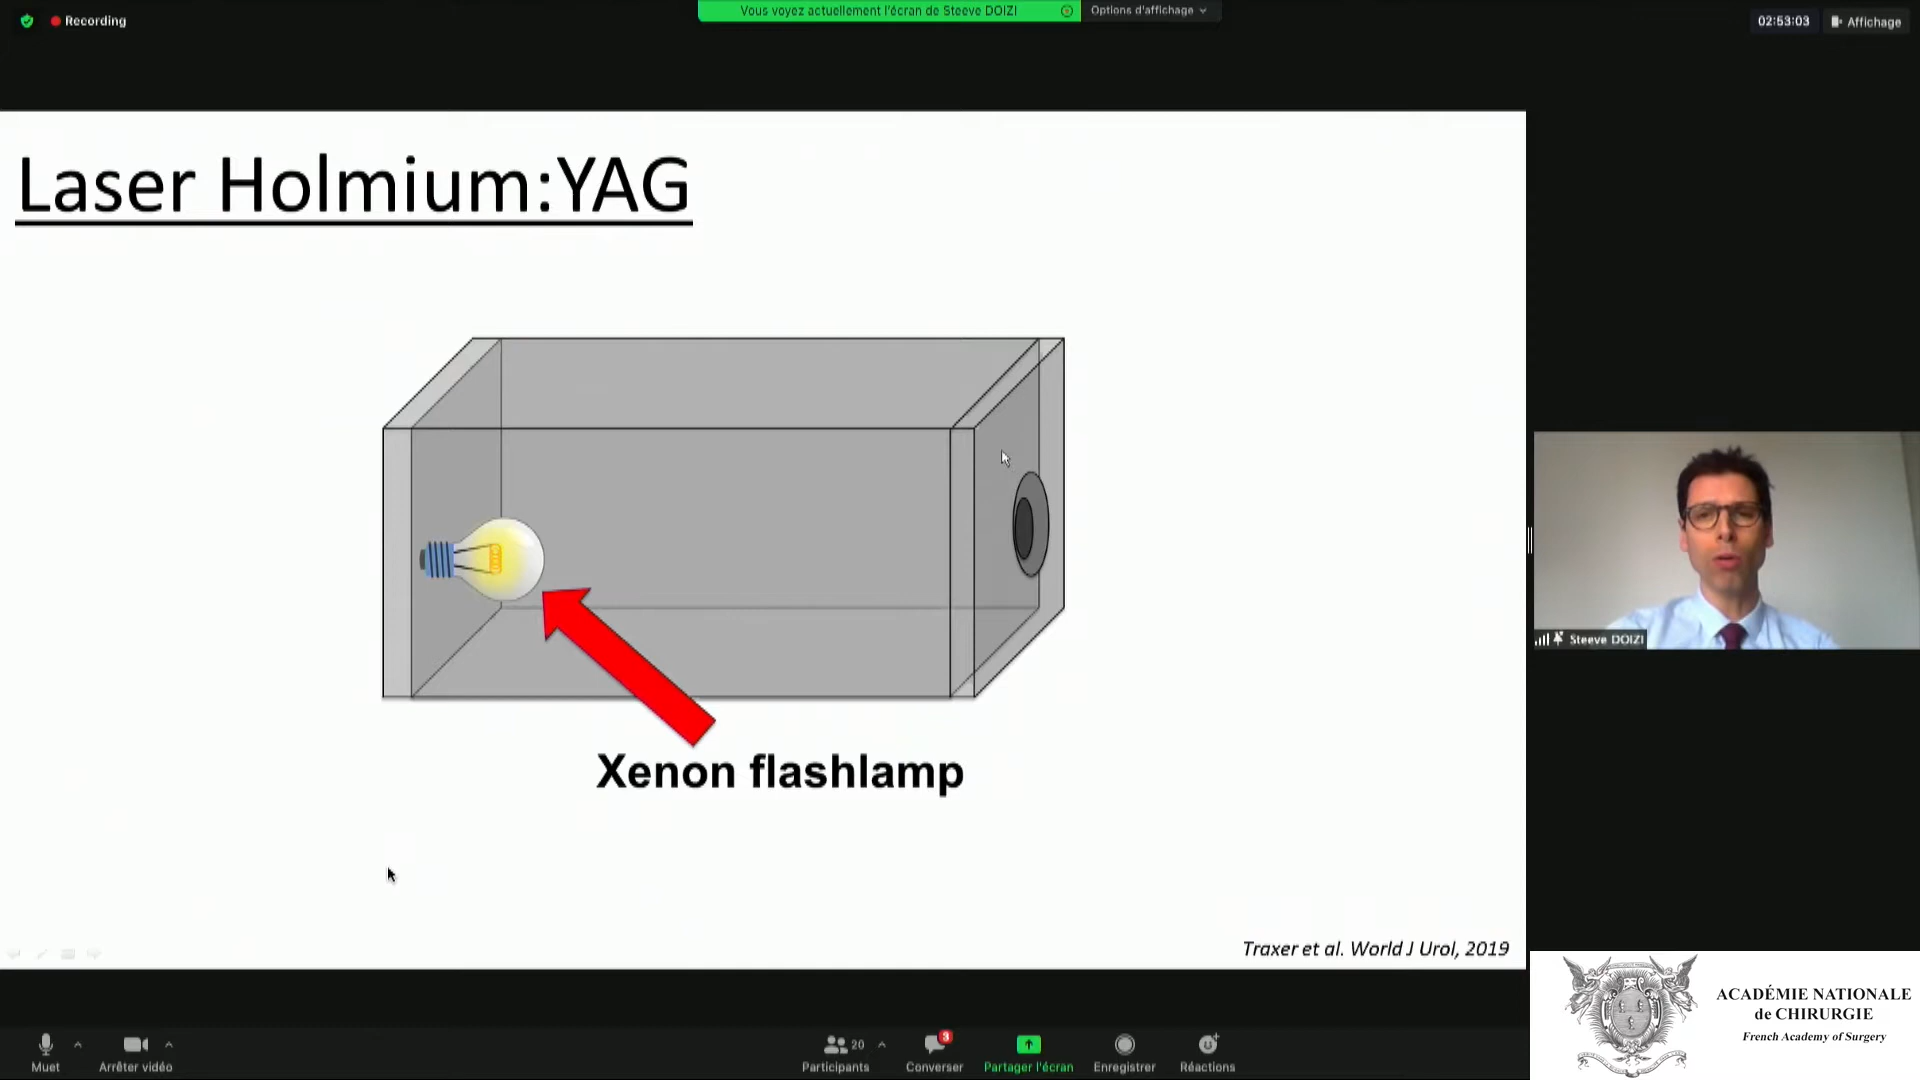 Recording
Vous voyez actuellement l'écran de Steeve DOIZI
Options d'affichage
02:53:03
Affichage
Laser Holmium:YAG
Xenon flashlamp
Traxer et al. World J Urol, 2019
Steeve DOIZI
ACADÉMIE NATIONALE
de CHIRURGIE
French Academy of Surgery
Muet
Arrêter vidéo
Participants
20
Converser
3
Partager l'écran
Enregistrer
Réactions